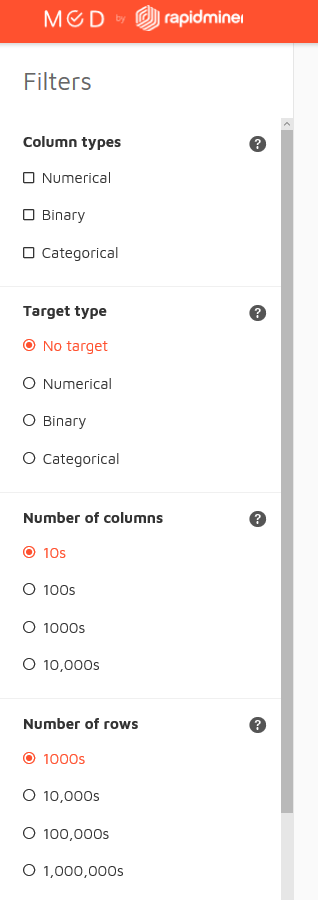 MOD by rapidminer
Filters
Column types
Numerical
Binary
Categorical
Target type
No target
Numerical
Binary
Categorical
Number of columns
10s
100s
1000s
10,000s
Number of rows
1000s
10,000s
100,000s
1,000,000s